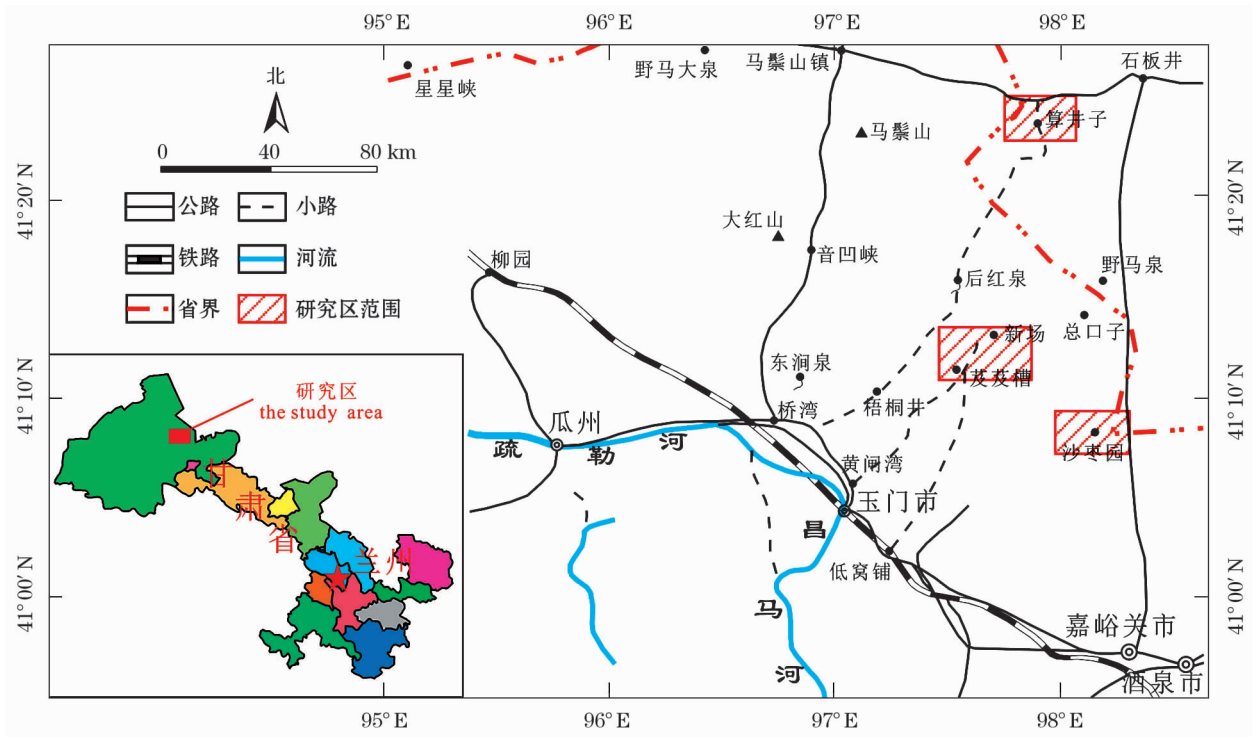 95°E 96°E 97°E 98°E
北
0 40 80 km
公路 小路
铁路 河流
省界 研究区范围
星星峡
野马大泉
马鬃山镇
石板井
算井子
马鬃山
大红山
音凹峡
柳园
后红泉
野马泉
总口子
新场
芨芨槽
东涧泉
桥湾
梧桐井
沙枣园
瓜州
疏勒河
黄闸湾
玉门市
昌马河
低窝铺
嘉峪关市
酒泉市
研究区
the study area
甘肃省
兰州
41°20′N
41°10′N
41°00′N
41°20′N
41°10′N
41°00′N
95°E 96°E 97°E 98°E